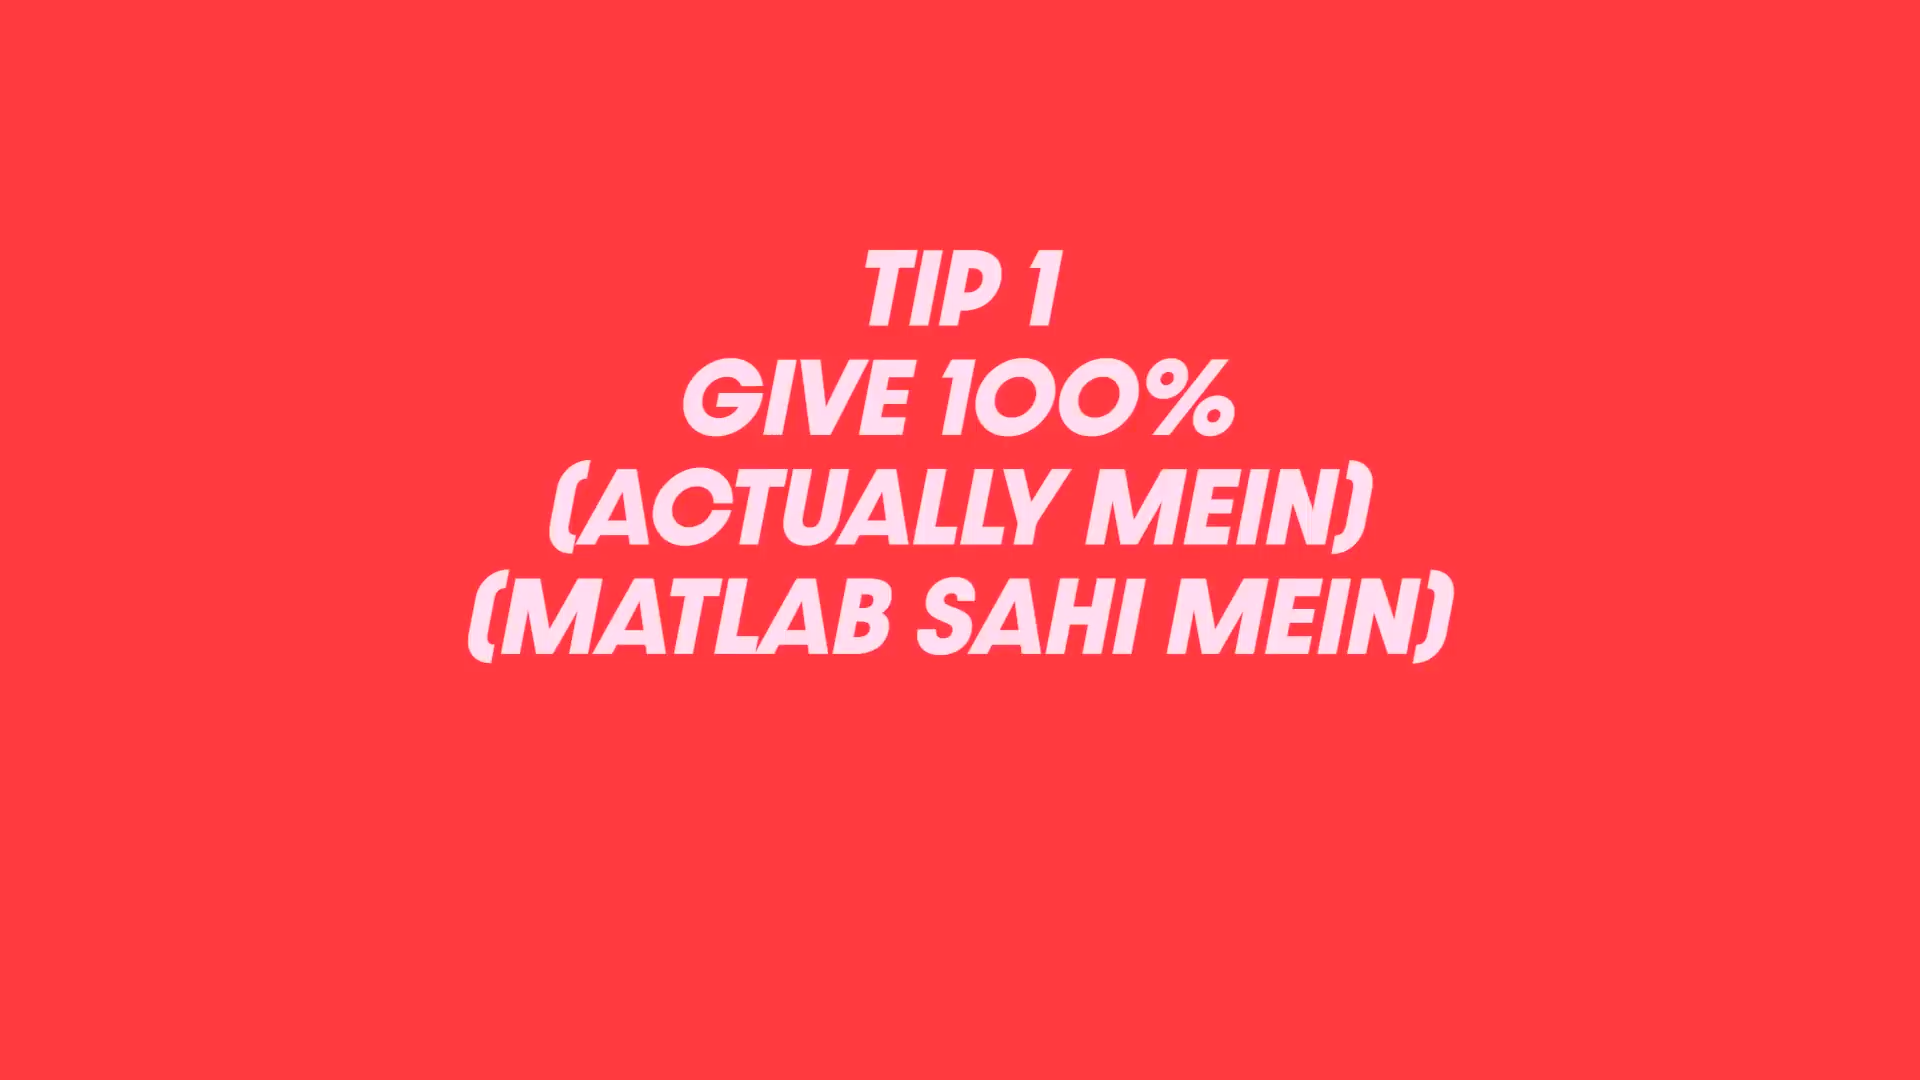 TIP 1
GIVE 100%
(ACTUALLY MEIN)
(MATLAB SAHI MEIN)